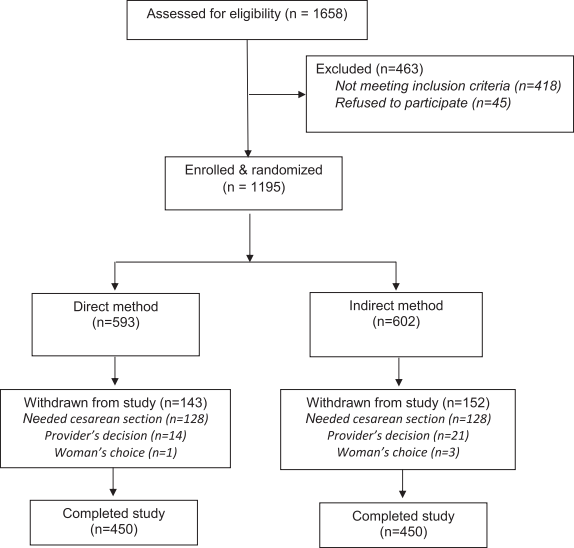 Assessed for eligibility (n = 1658)
Excluded (n=463)
Not meeting inclusion criteria (n=418)
Refused to participate (n=45)
Enrolled & randomized
(n = 1195)
Direct method
(n=593)
Indirect method
(n=602)
Withdrawn from study (n=143)
Needed cesarean section (n=128)
Provider's decision (n=14)
Woman's choice (n=1)
Withdrawn from study (n=152)
Needed cesarean section (n=128)
Provider's decision (n=21)
Woman's choice (n=3)
Completed study
(n=450)
Completed study
(n=450)